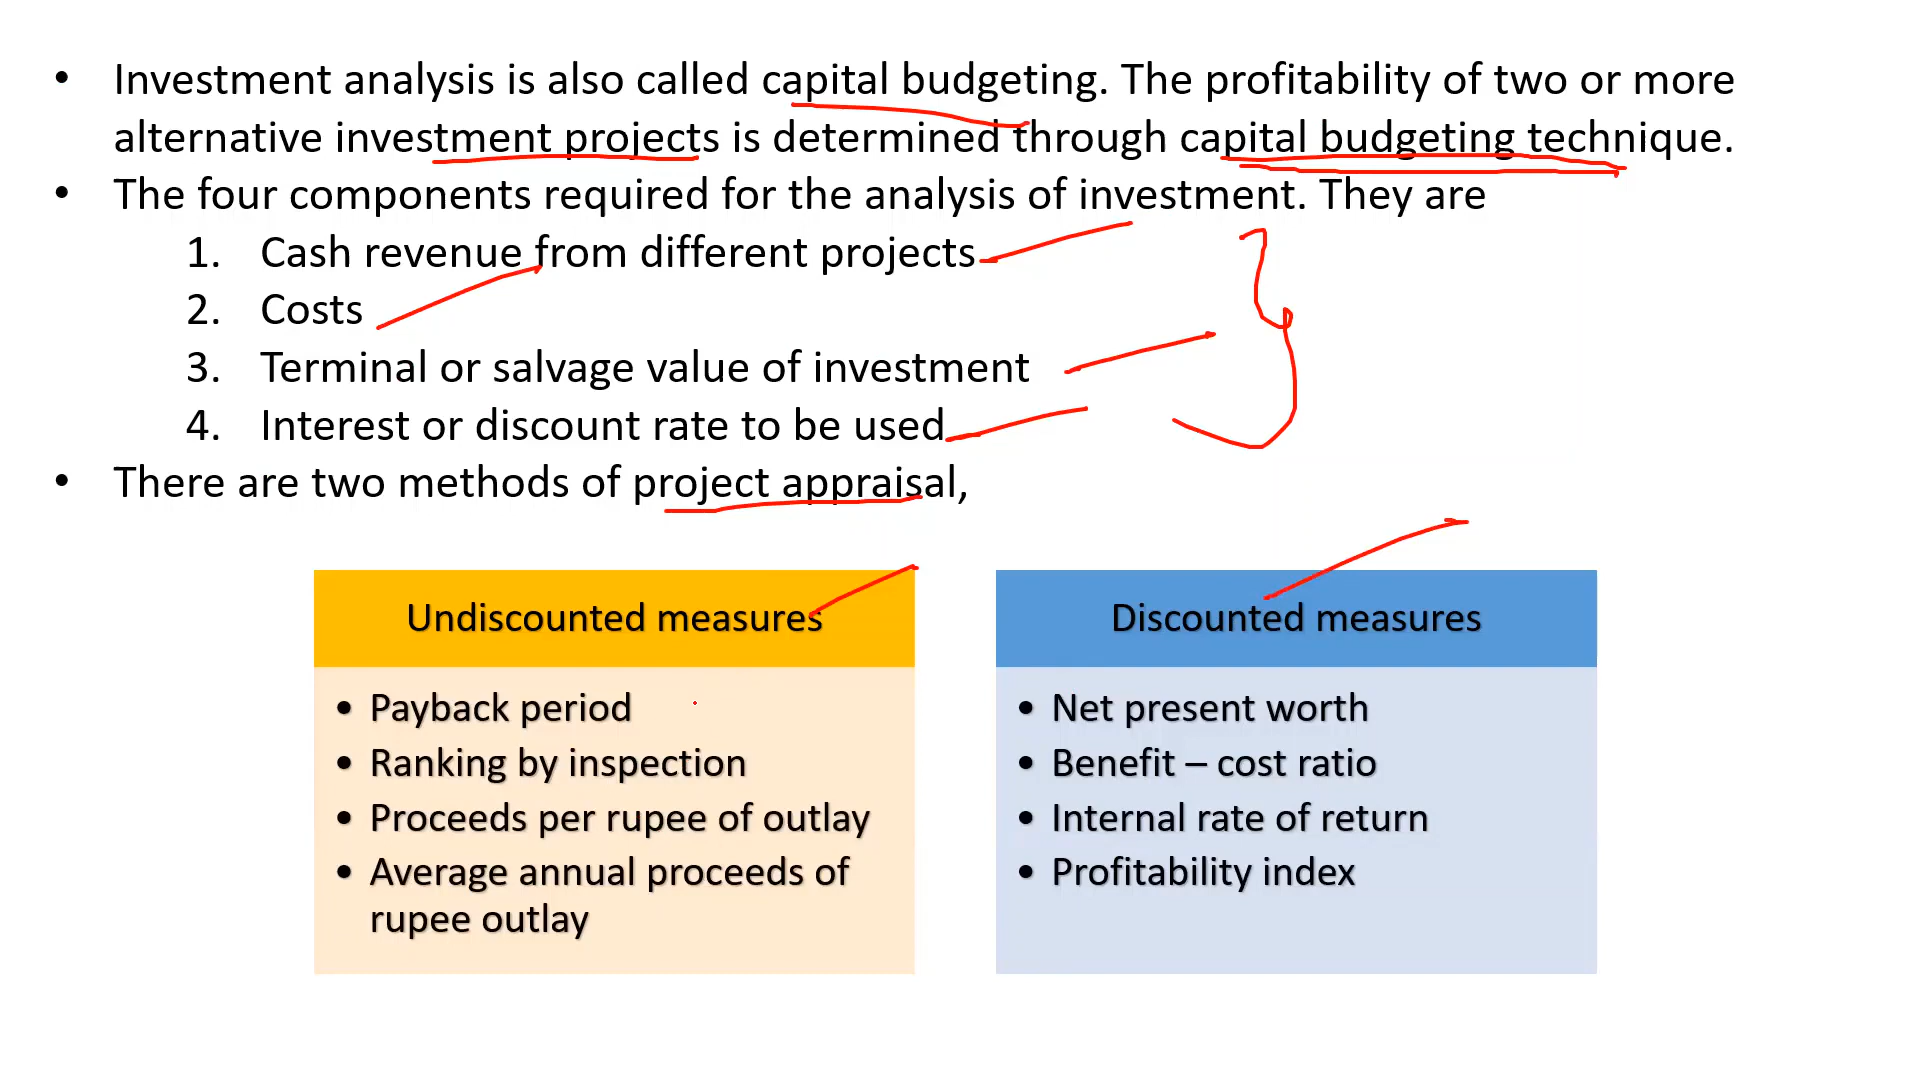 • Investment analysis is also called capital budgeting. The profitability of two or more
alternative investment projects is determined through capital budgeting technique.
• The four components required for the analysis of investment. They are
1. Cash revenue from different projects
2. Costs
3. Terminal or salvage value of investment
4. Interest or discount rate to be used
• There are two methods of project appraisal,
Undiscounted measures
• Payback period
• Ranking by inspection
• Proceeds per rupee of outlay
• Average annual proceeds of
rupee outlay
Discounted measures
• Net present worth
• Benefit – cost ratio
• Internal rate of return
• Profitability index